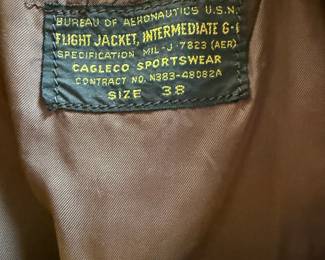 BUREAU OF AERONAUTICS U.S.N.
FLIGHT JACKET, INTERMEDIATE G-1
SPECIFICATION MIL-J-7823 (AER)
CAGLECO SPORTSWEAR
CONTRACT NO. N383-48082A
SIZE 38